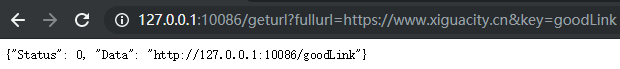 127.0.0.1:10086/geturl?fullurl=https://www.xiguacity.cn&key=goodLink
{"Status": 0, "Data": "http://127.0.0.1:10086/goodLink"}